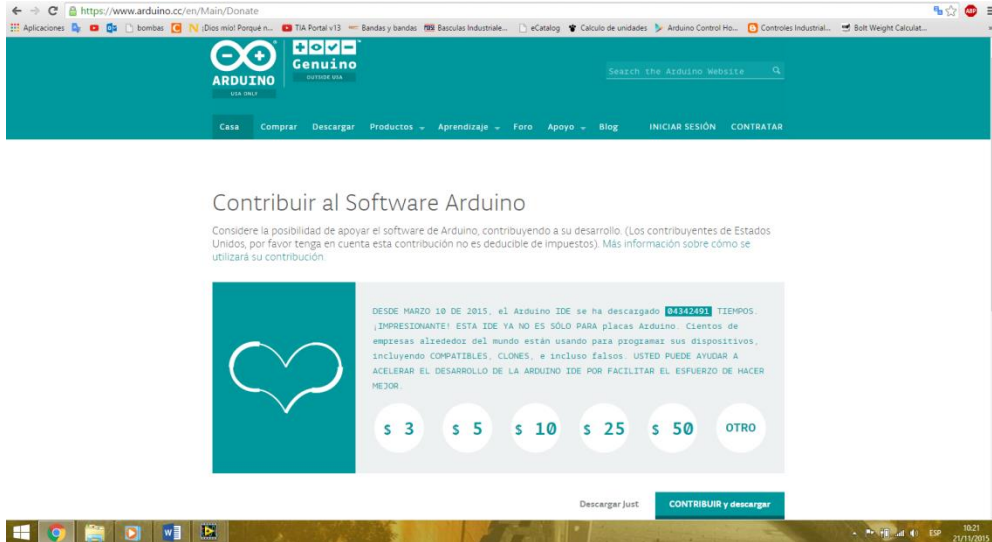 https://www.arduino.cc/en/Main/Donate
Aplicaciones bombas ¡Dios mio! Porqué n... TIA Portal v13 Bandas y bandas Basculas Industriale... eCatalog Calculo de unidades Arduino Control Ho... Controles Industrial... Bolt Weight Calculat...
ARDUINO
USA ONLY
Genuino
OUTSIDE USA
Search the Arduino Website
Casa Comprar Descargar Productos Aprendizaje Foro Apoyo Blog INICIAR SESIÓN CONTRATAR
Contribuir al Software Arduino
Considere la posibilidad de apoyar el software de Arduino, contribuyendo a su desarrollo. (Los contribuyentes de Estados
Unidos, por favor tenga en cuenta esta contribución no es deducible de impuestos). Más información sobre cómo se
utilizará su contribución.
DESDE MARZO 10 DE 2015, el Arduino IDE se ha descargado 04342491 TIEMPOS.
¡IMPRESIONANTE! ESTA IDE YA NO ES SÓLO PARA placas Arduino. Cientos de
empresas alrededor del mundo están usando para programar sus dispositivos,
incluyendo COMPATIBLES, CLONES, e incluso falsos. USTED PUEDE AYUDAR A
ACELERAR EL DESARROLLO DE LA ARDUINO IDE POR FACILITAR EL ESFUERZO DE HACER
MEJOR.
$ 3 $ 5 $ 10 $ 25 $ 50 OTRO
Descargar Just CONTRIBUIR y descargar
ESP 10:21
21/11/2015